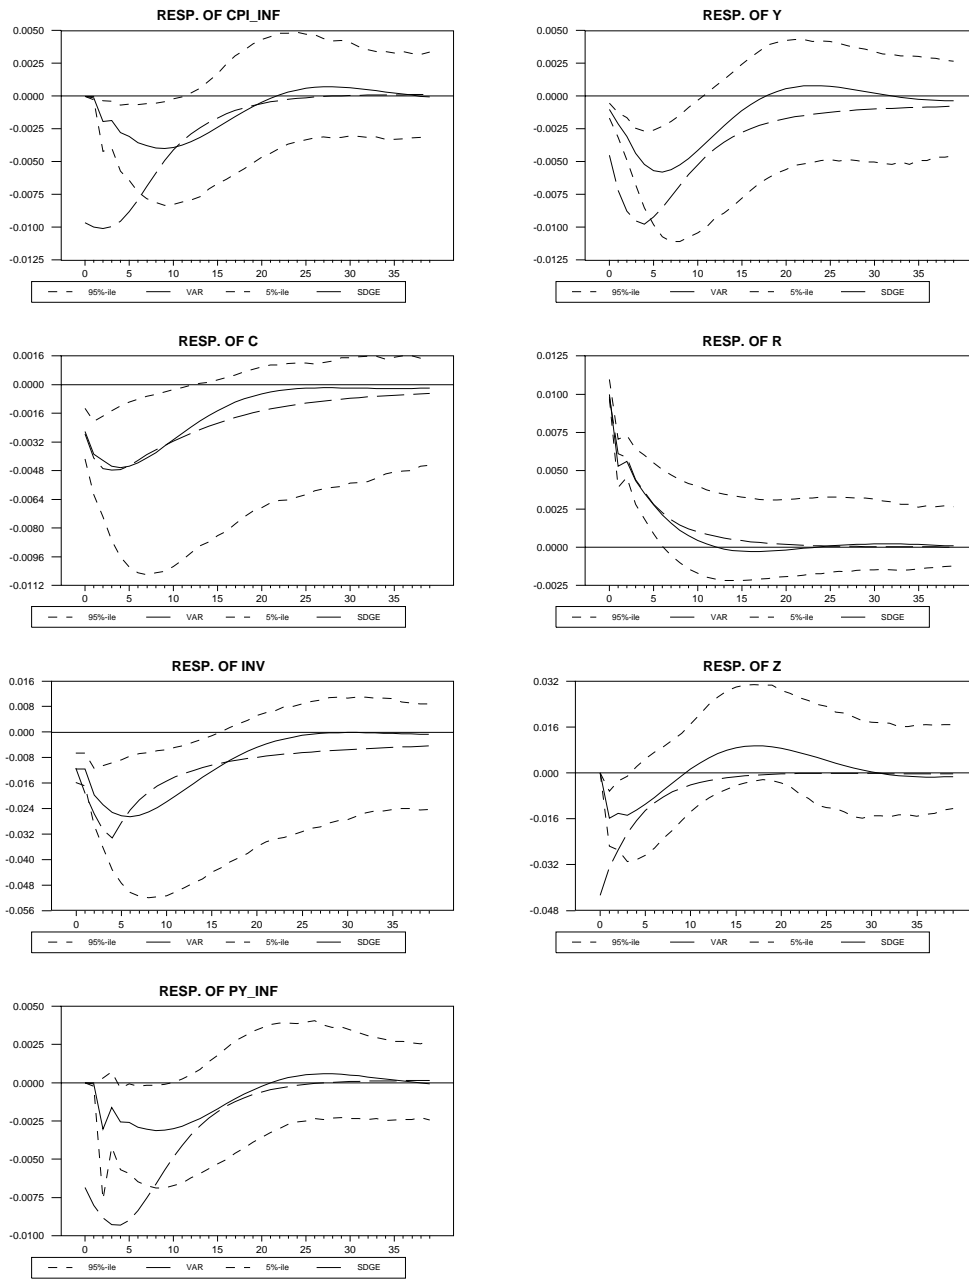 RESP. OF CPI_INF
0.0050
0.0025
0.0000
-0.0025
-0.0050
-0.0075
-0.0100
-0.0125
0 5 10 15 20 25 30 35
95%-ile VAR 5%-ile SDGE
RESP. OF Y
0.0050
0.0025
0.0000
-0.0025
-0.0050
-0.0075
-0.0100
-0.0125
0 5 10 15 20 25 30 35
95%-ile VAR 5%-ile SDGE
RESP. OF C
0.0016
0.0000
-0.0016
-0.0032
-0.0048
-0.0064
-0.0080
-0.0096
-0.0112
0 5 10 15 20 25 30 35
95%-ile VAR 5%-ile SDGE
RESP. OF R
0.0125
0.0100
0.0075
0.0050
0.0025
0.0000
-0.0025
0 5 10 15 20 25 30 35
95%-ile VAR 5%-ile SDGE
RESP. OF INV
0.016
0.008
0.000
-0.008
-0.016
-0.024
-0.032
-0.040
-0.048
-0.056
0 5 10 15 20 25 30 35
95%-ile VAR 5%-ile SDGE
RESP. OF Z
0.032
0.016
0.000
-0.016
-0.032
-0.048
0 5 10 15 20 25 30 35
95%-ile VAR 5%-ile SDGE
RESP. OF PY_INF
0.0050
0.0025
0.0000
-0.0025
-0.0050
-0.0075
-0.0100
0 5 10 15 20 25 30 35
95%-ile VAR 5%-ile SDGE